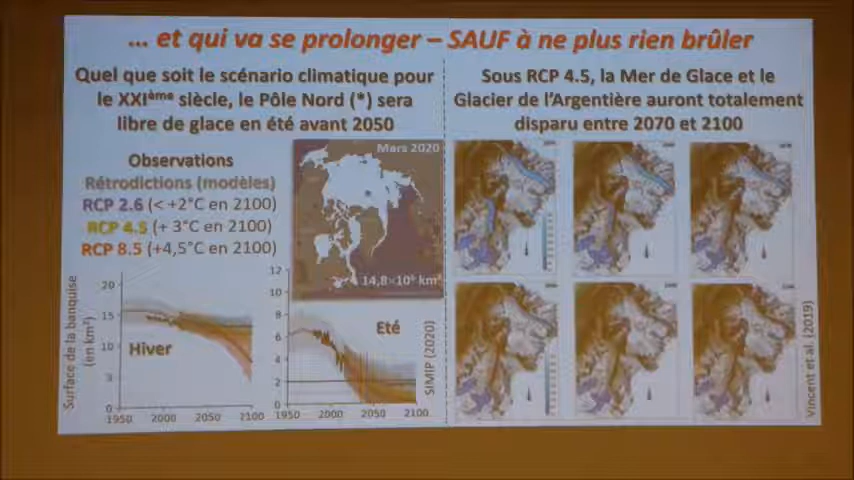 ... et qui va se prolonger – SAUF à ne plus rien brûler
Quel que soit le scénario climatique pour
le XXIème siècle, le Pôle Nord (*) sera
libre de glace en été avant 2050
Observations
Rétrodictions (modèles)
RCP 2.6 (< +2°C en 2100)
RCP 4.5 (+ 3°C en 2100)
RCP 8.5 (+4,5°C en 2100)
Mars 2020
14,8×10⁶ km²
Surface de la banquise
(en km²)
20
15
10
5
0
1950 2000 2050 2100
Hiver
12
10
8
6
4
2
0
1950 2000 2050 2100
Eté
SIMIP (2020)
Sous RCP 4.5, la Mer de Glace et le
Glacier de l'Argentière auront totalement
disparu entre 2070 et 2100
Vincent et al. (2019)